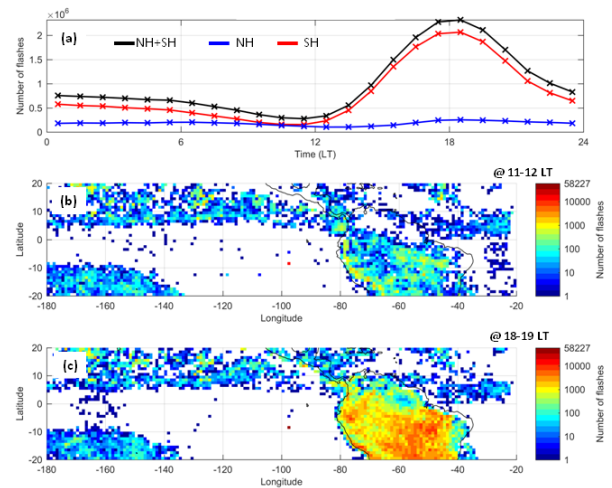 ×10⁶
(a)
NH+SH NH SH
2
1.5
1
0.5
0
Number of flashes
0 6 12 18 24
Time (LT)
@ 11-12 LT
(b)
20
10
0
-10
-20
Latitude
-180 -160 -140 -120 -100 -80 -60 -40 -20
Longitude
58227
10000
1000
100
10
1
Number of flashes
@ 18-19 LT
(c)
20
10
0
-10
-20
Latitude
-180 -160 -140 -120 -100 -80 -60 -40 -20
Longitude
58227
10000
1000
100
10
1
Number of flashes